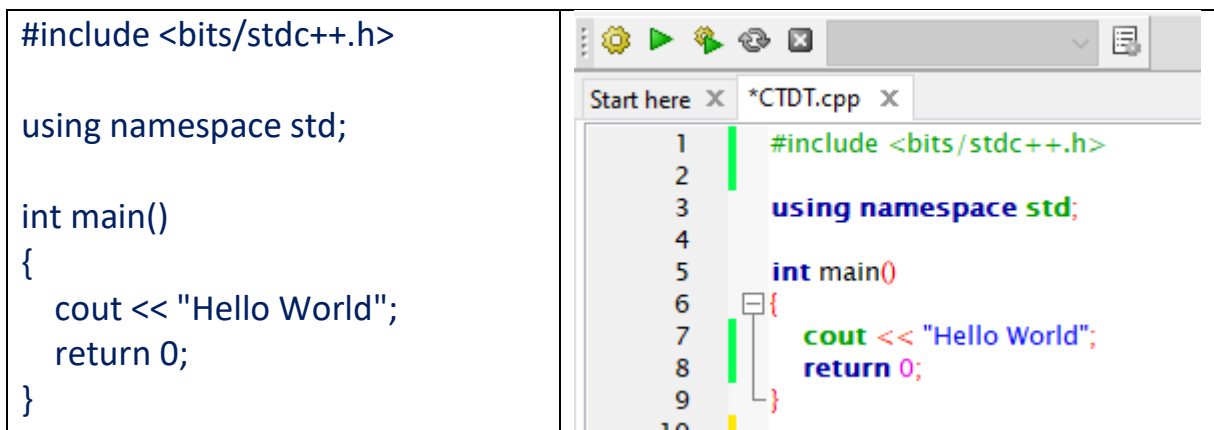 #include <bits/stdc++.h>
using namespace std;
int main()
{
cout << "Hello World";
return 0;
}
Start here X *CTDT.cpp X
1 #include <bits/stdc++.h>
2
3 using namespace std;
4
5 int main()
6 {
7 cout << "Hello World";
8 return 0;
9 }
10